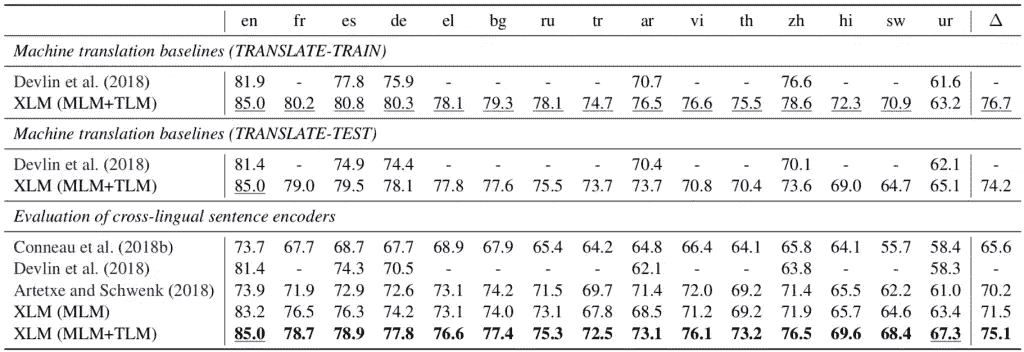 en fr es de el bg ru tr ar vi th zh hi sw ur Δ
Machine translation baselines (TRANSLATE-TRAIN)
Devlin et al. (2018) 81.9 - 77.8 75.9 - - - - 70.7 - - 76.6 - - 61.6 -
XLM (MLM+TLM) 85.0 80.2 80.8 80.3 78.1 79.3 78.1 74.7 76.5 76.6 75.5 78.6 72.3 70.9 63.2 76.7
Machine translation baselines (TRANSLATE-TEST)
Devlin et al. (2018) 81.4 - 74.9 74.4 - - - - 70.4 - - 70.1 - - 62.1 -
XLM (MLM+TLM) 85.0 79.0 79.5 78.1 77.8 77.6 75.5 73.7 73.7 70.8 70.4 73.6 69.0 64.7 65.1 74.2
Evaluation of cross-lingual sentence encoders
Conneau et al. (2018b) 73.7 67.7 68.7 67.7 68.9 67.9 65.4 64.2 64.8 66.4 64.1 65.8 64.1 55.7 58.4 65.6
Devlin et al. (2018) 81.4 - 74.3 70.5 - - - - 62.1 - - 63.8 - - 58.3 -
Artetxe and Schwenk (2018) 73.9 71.9 72.9 72.6 73.1 74.2 71.5 69.7 71.4 72.0 69.2 71.4 65.5 62.2 61.0 70.2
XLM (MLM) 83.2 76.5 76.3 74.2 73.1 74.0 73.1 67.8 68.5 71.2 69.2 71.9 65.7 64.6 63.4 71.5
XLM (MLM+TLM) 85.0 78.7 78.9 77.8 76.6 77.4 75.3 72.5 73.1 76.1 73.2 76.5 69.6 68.4 67.3 75.1